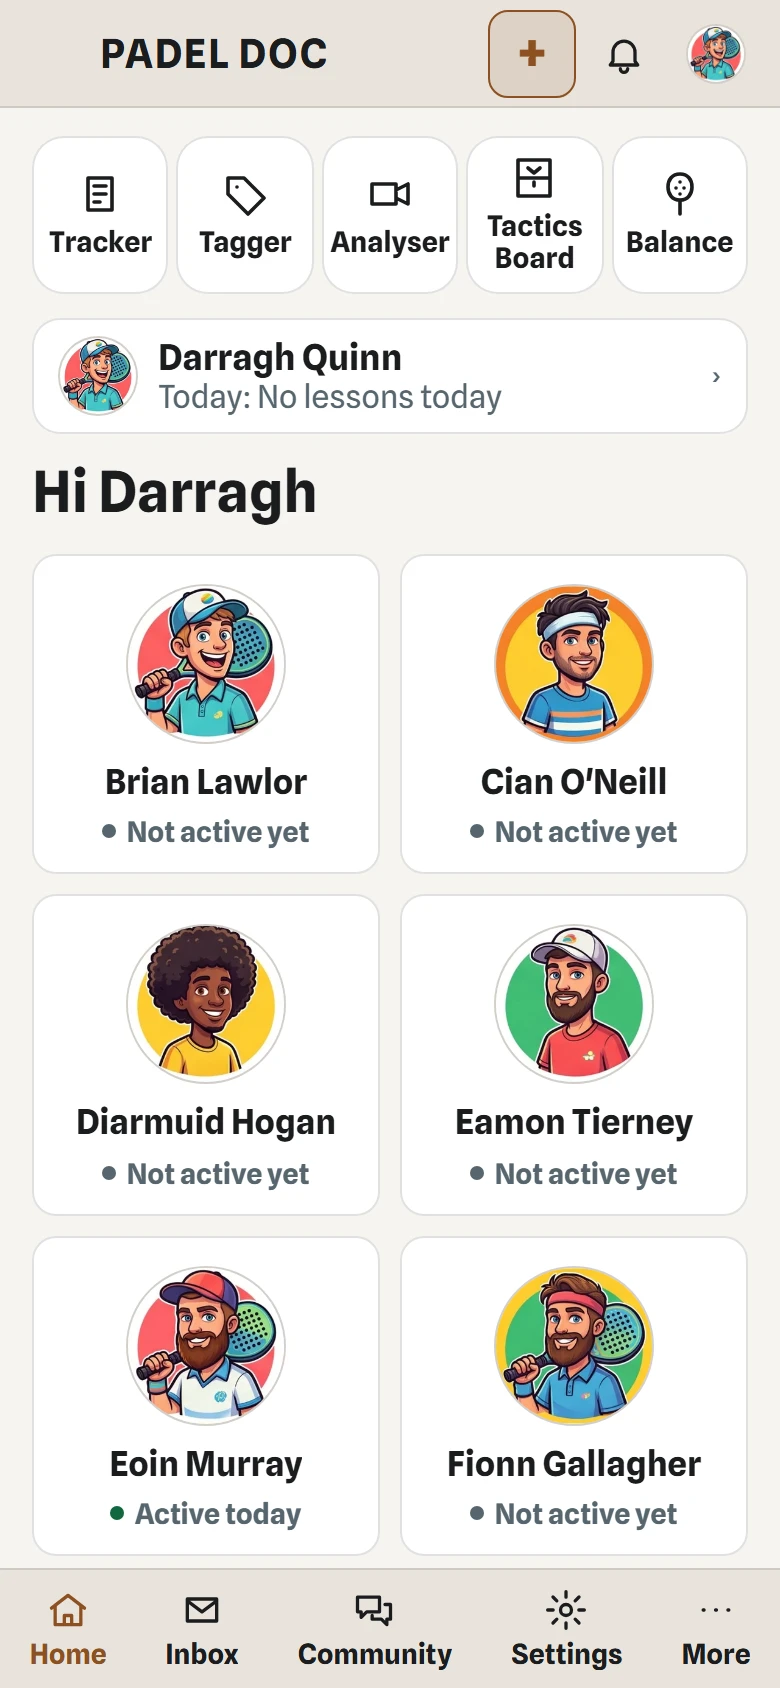 PADEL DOC
Tracker
Tagger
Analyser
Tactics
Board
Balance
Darragh Quinn
Today: No lessons today
Hi Darragh
Brian Lawlor
Not active yet
Cian O'Neill
Not active yet
Diarmuid Hogan
Not active yet
Eamon Tierney
Not active yet
Eoin Murray
Active today
Fionn Gallagher
Not active yet
Home
Inbox
Community
Settings
More